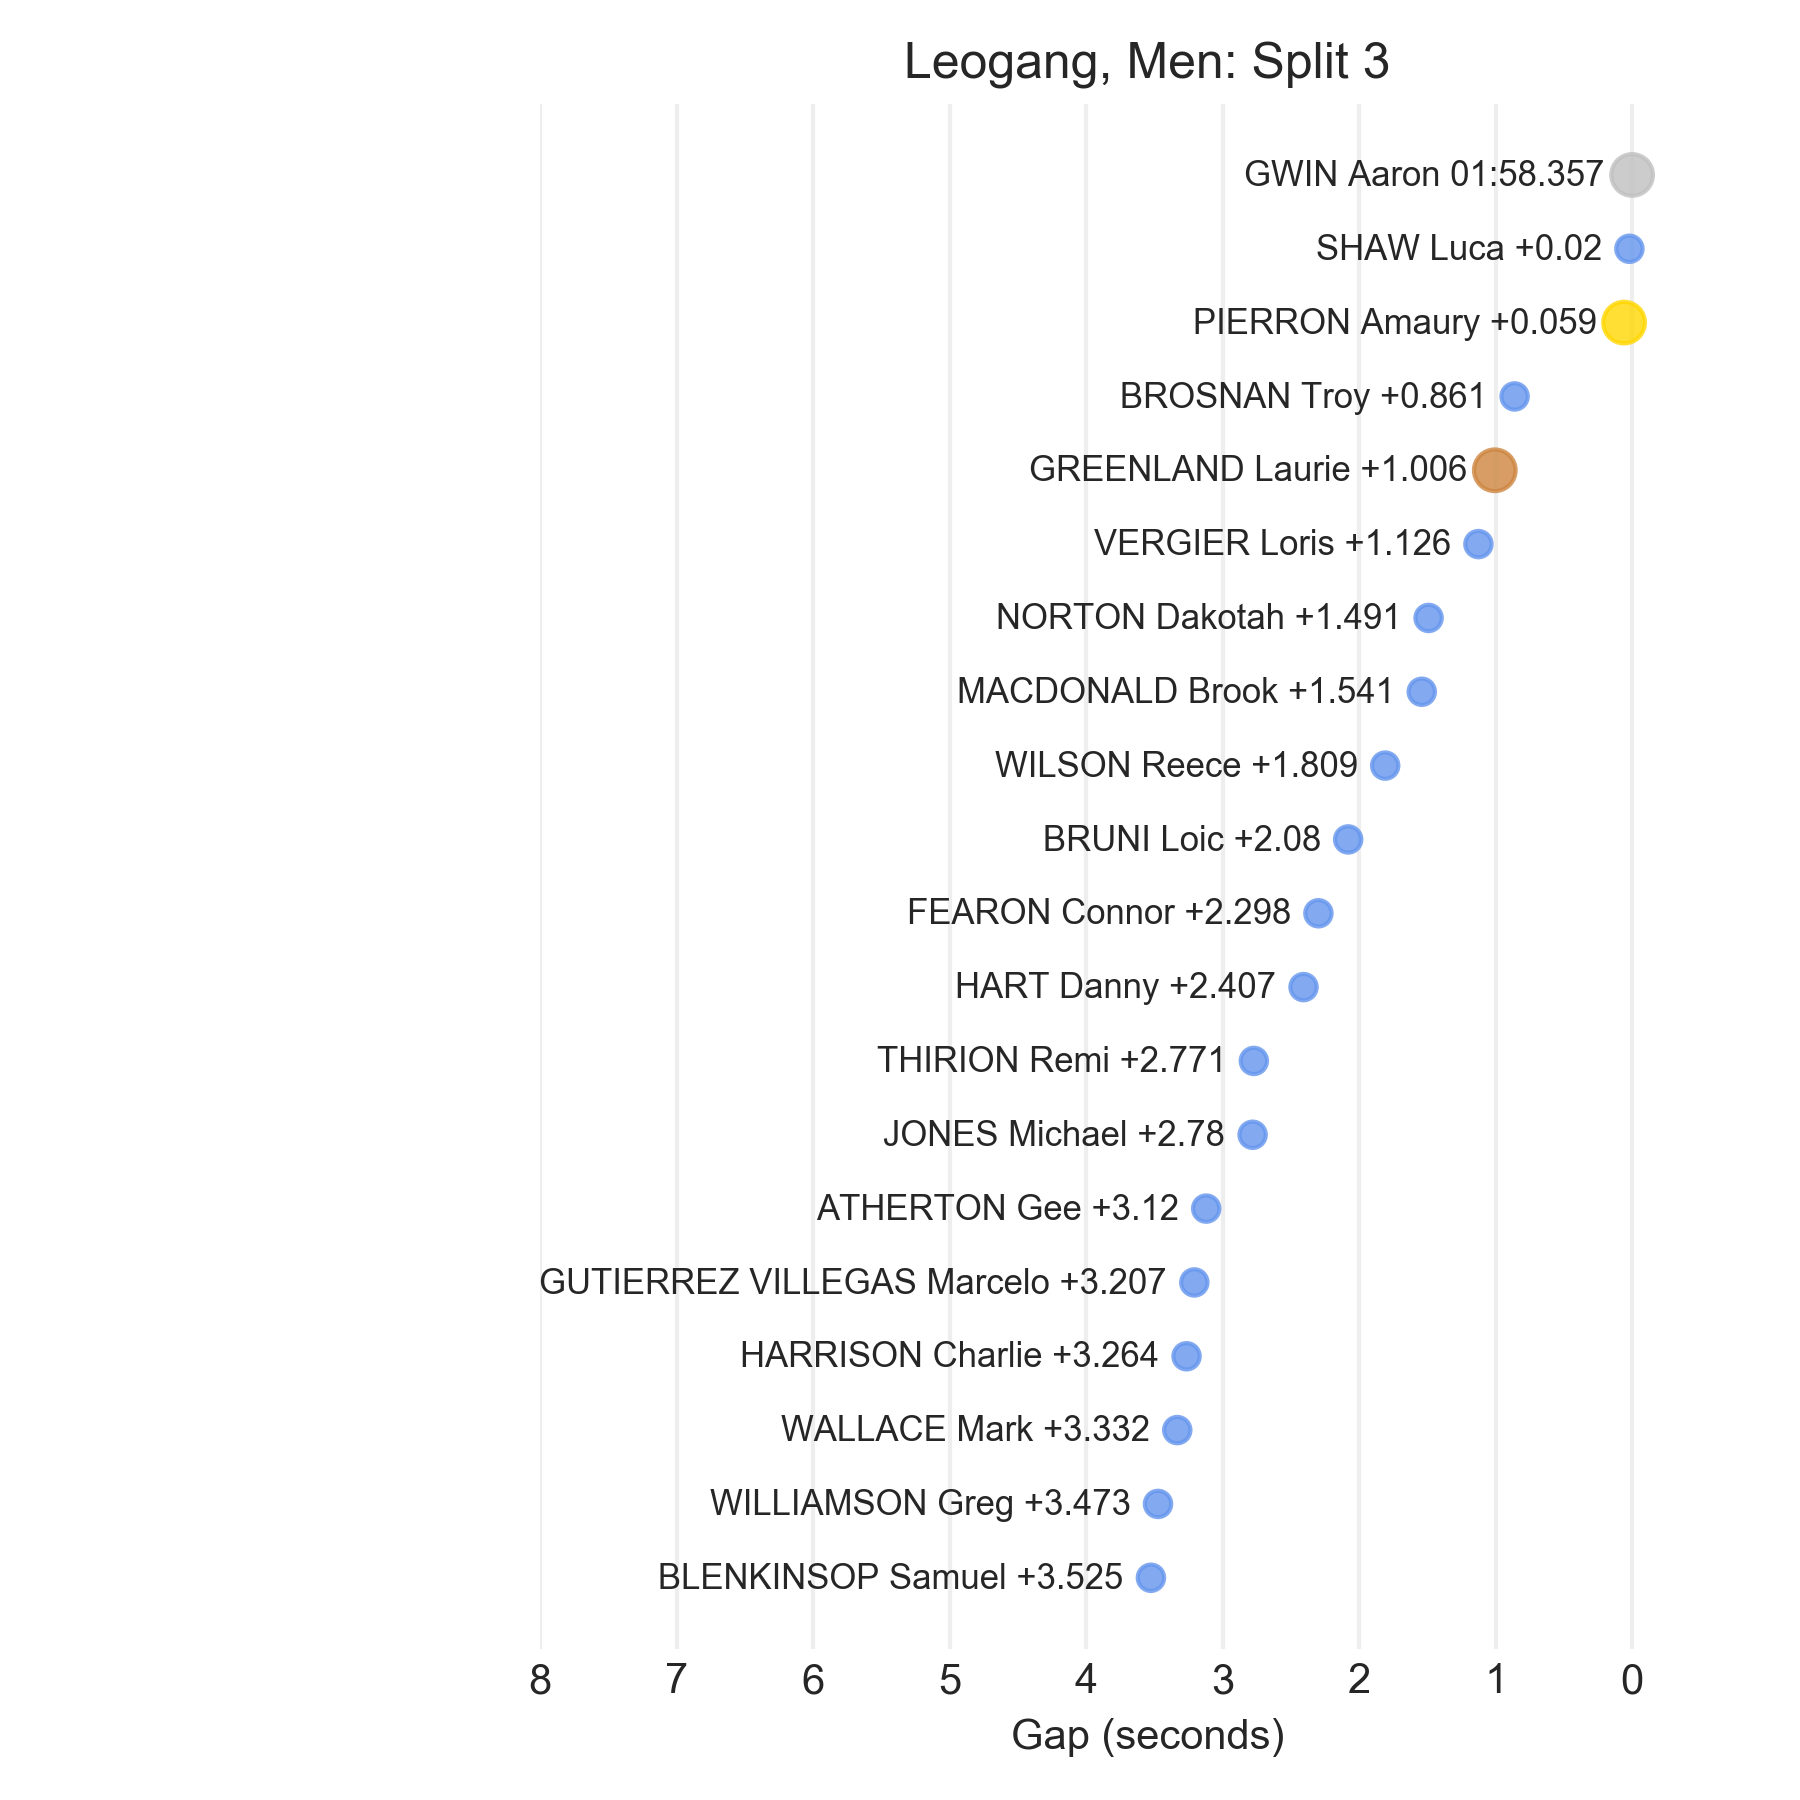 Leogang, Men: Split 3
GWIN Aaron 01:58.357
SHAW Luca +0.02
PIERRON Amaury +0.059
BROSNAN Troy +0.861
GREENLAND Laurie +1.006
VERGIER Loris +1.126
NORTON Dakotah +1.491
MACDONALD Brook +1.541
WILSON Reece +1.809
BRUNI Loic +2.08
FEARON Connor +2.298
HART Danny +2.407
THIRION Remi +2.771
JONES Michael +2.78
ATHERTON Gee +3.12
GUTIERREZ VILLEGAS Marcelo +3.207
HARRISON Charlie +3.264
WALLACE Mark +3.332
WILLIAMSON Greg +3.473
BLENKINSOP Samuel +3.525
8 7 6 5 4 3 2 1 0
Gap (seconds)